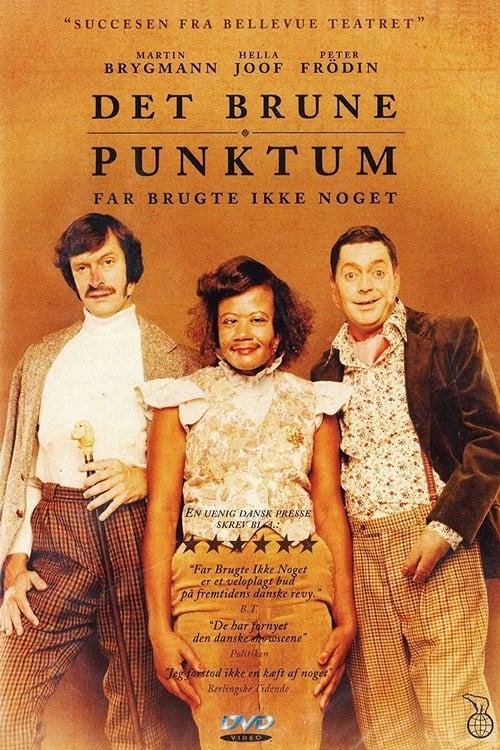 "SUCCESEN FRA BELLEVUE TEATRET"
MARTIN HELLA PETER
BRYGMANN JOOF FRÖDIN
DET BRUNE
PUNKTUM
FAR BRUGTE IKKE NOGET
EN UENIG DANSK PRESSE
SKREV BL.A.:
"Far Brugte Ikke Noget
er et veloplagt bud
på fremtidens danske revy."
B.T.
"De har fornyet
den danske showscene"
Politiken
"Jeg forstod ikke en kæft af noget"
Berlingske Tidende
DVD
VIDEO